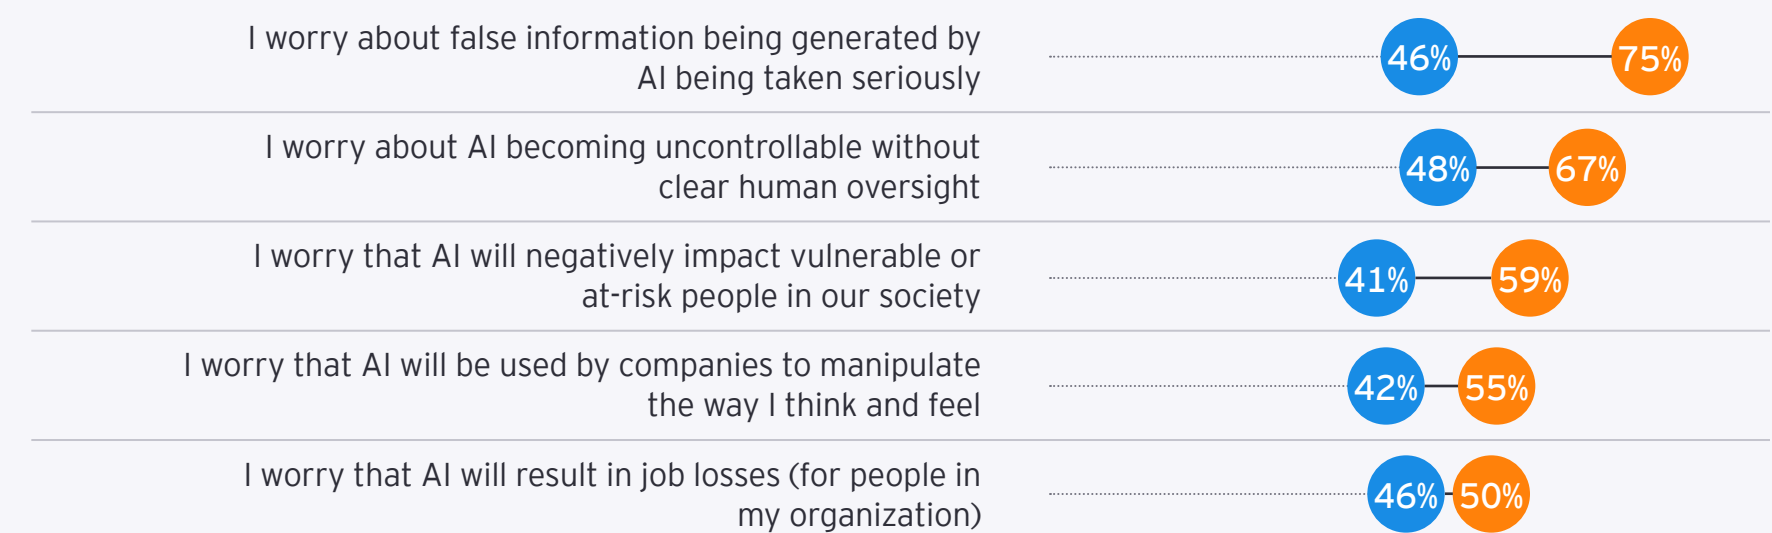 I worry about false information being generated by
AI being taken seriously
46% 75%
I worry about AI becoming uncontrollable without
clear human oversight
48% 67%
I worry that AI will negatively impact vulnerable or
at-risk people in our society
41% 59%
I worry that AI will be used by companies to manipulate
the way I think and feel
42% 55%
I worry that AI will result in job losses (for people in
my organization)
46% 50%